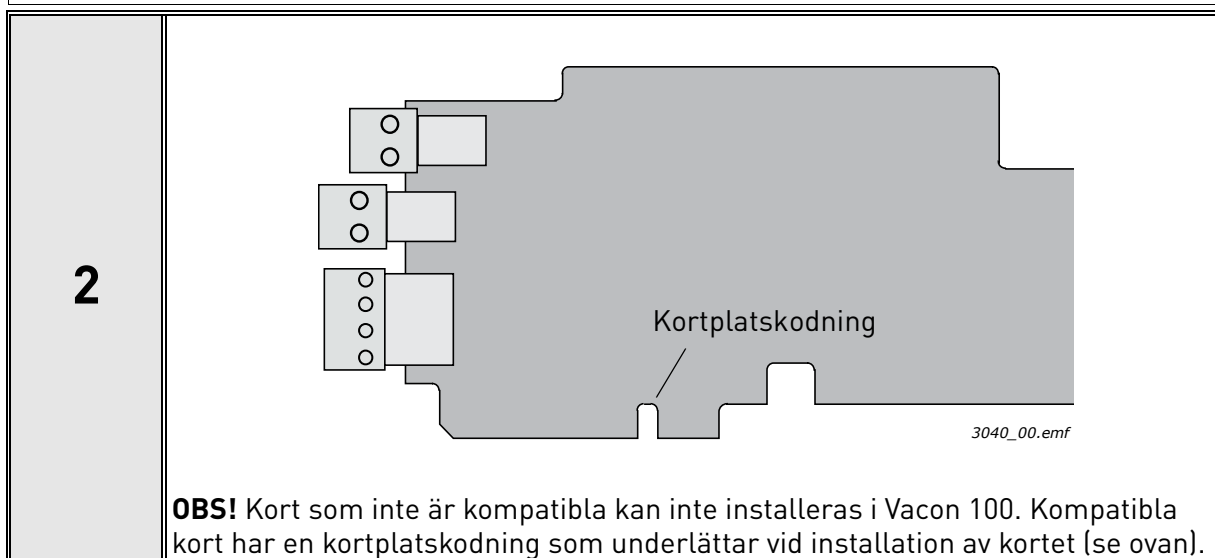 2
Kortplatskodning
3040_00.emf
OBS! Kort som inte är kompatibla kan inte installeras i Vacon 100. Kompatibla
kort har en kortplatskodning som underlättar vid installation av kortet (se ovan).